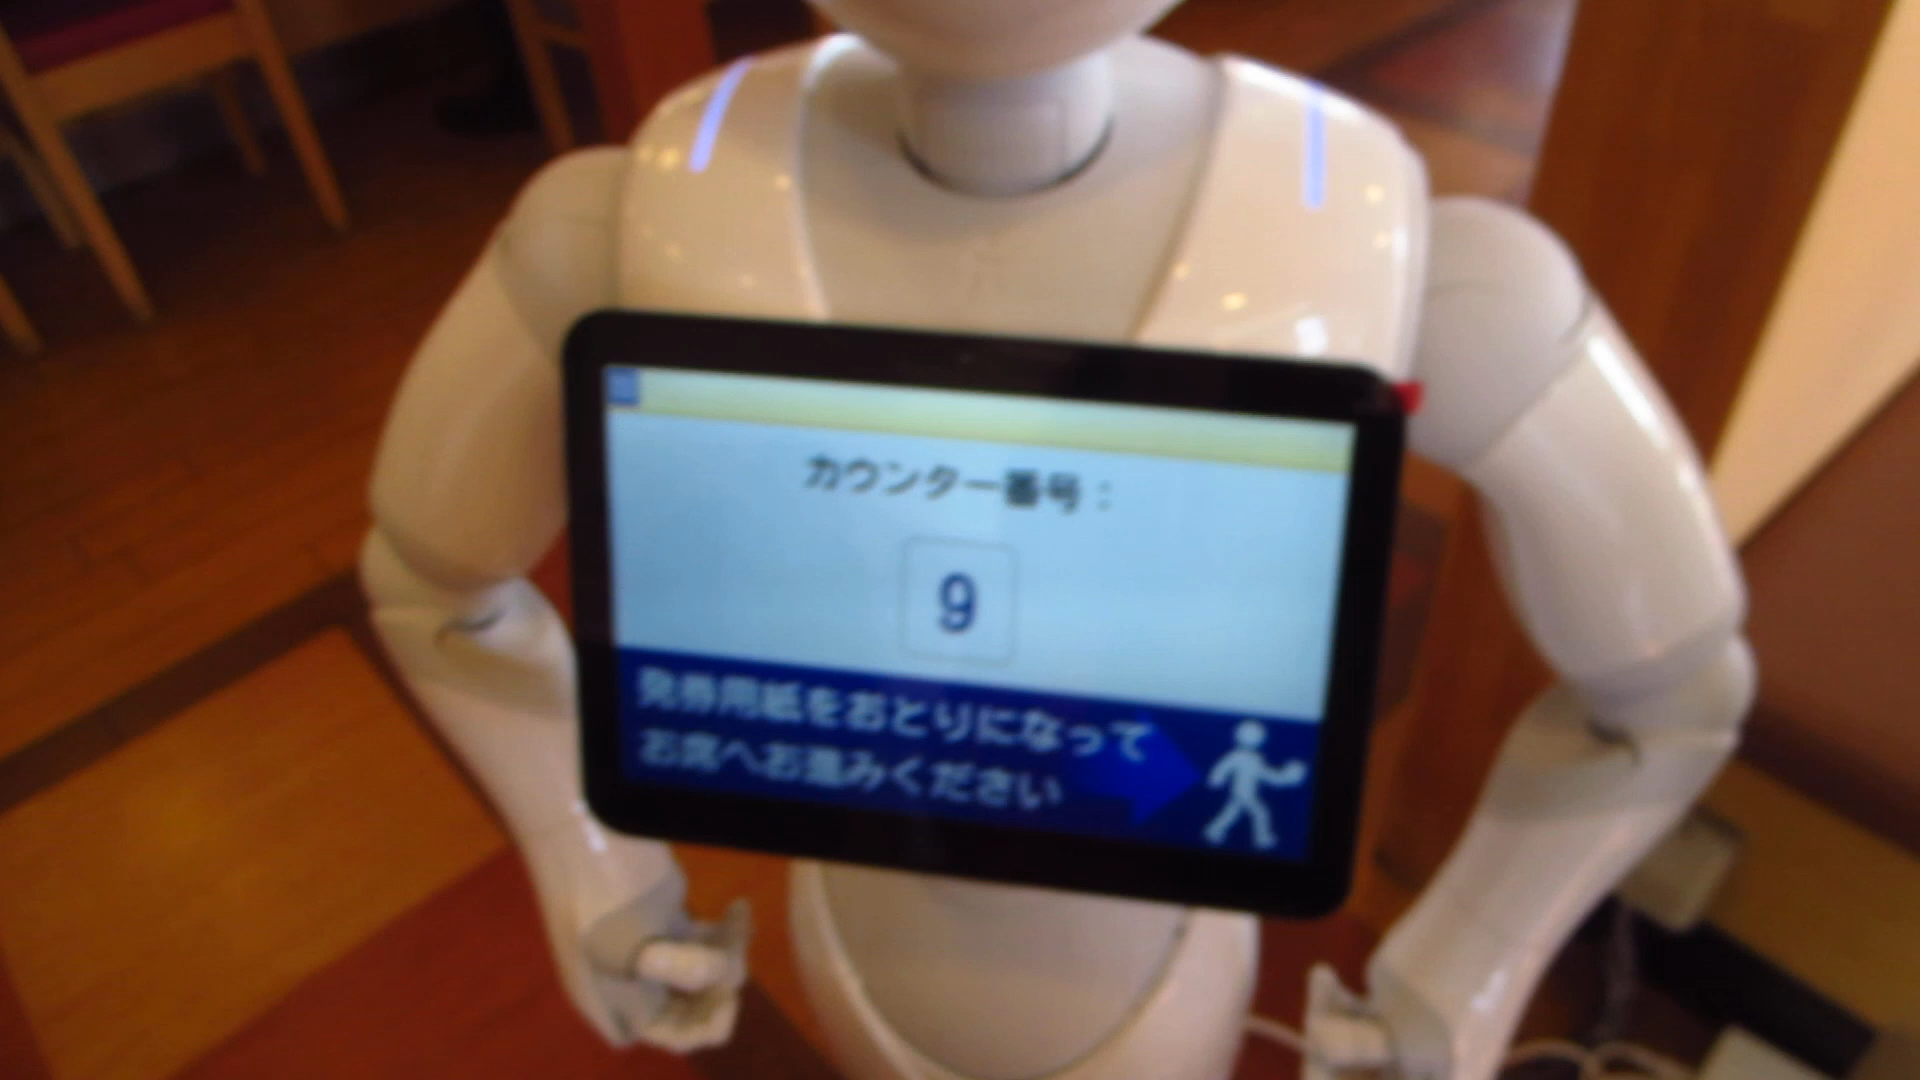 カウンター番号：
9
発券用紙をおとりになって
お席へお進みください